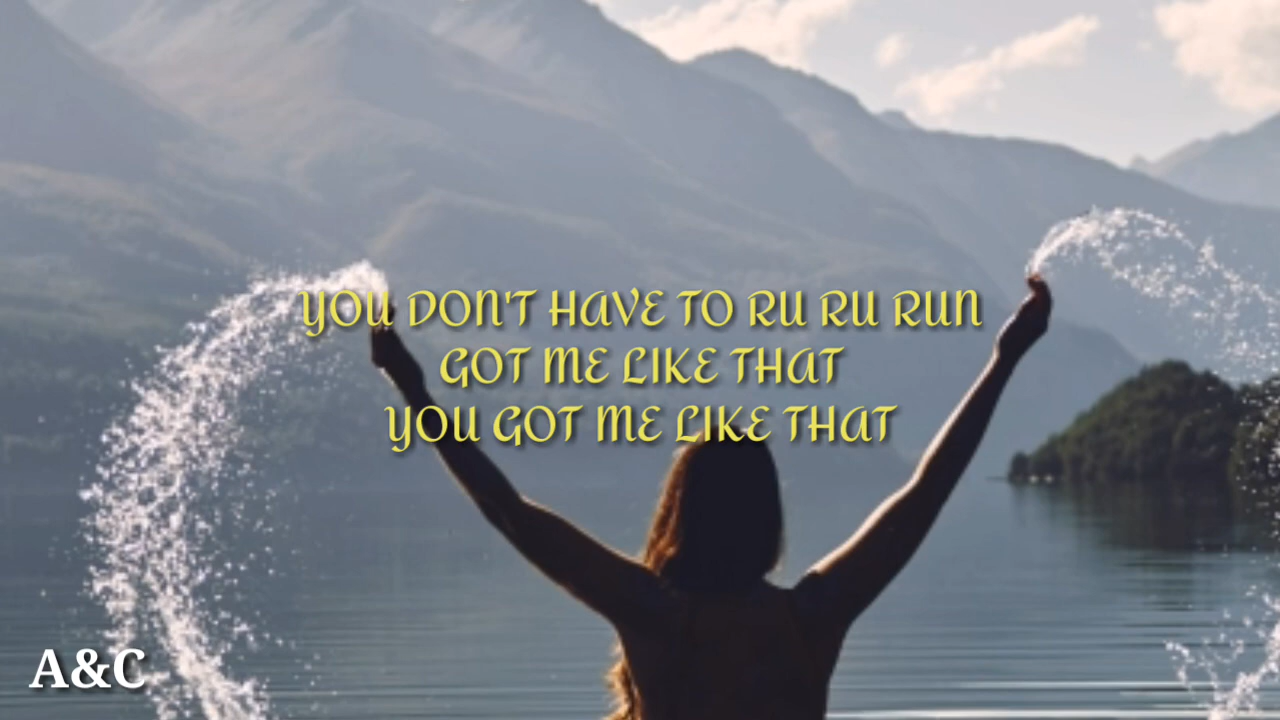 YOU DON'T HAVE TO RU RU RUN
GOT ME LIKE THAT
YOU GOT ME LIKE THAT
A&C